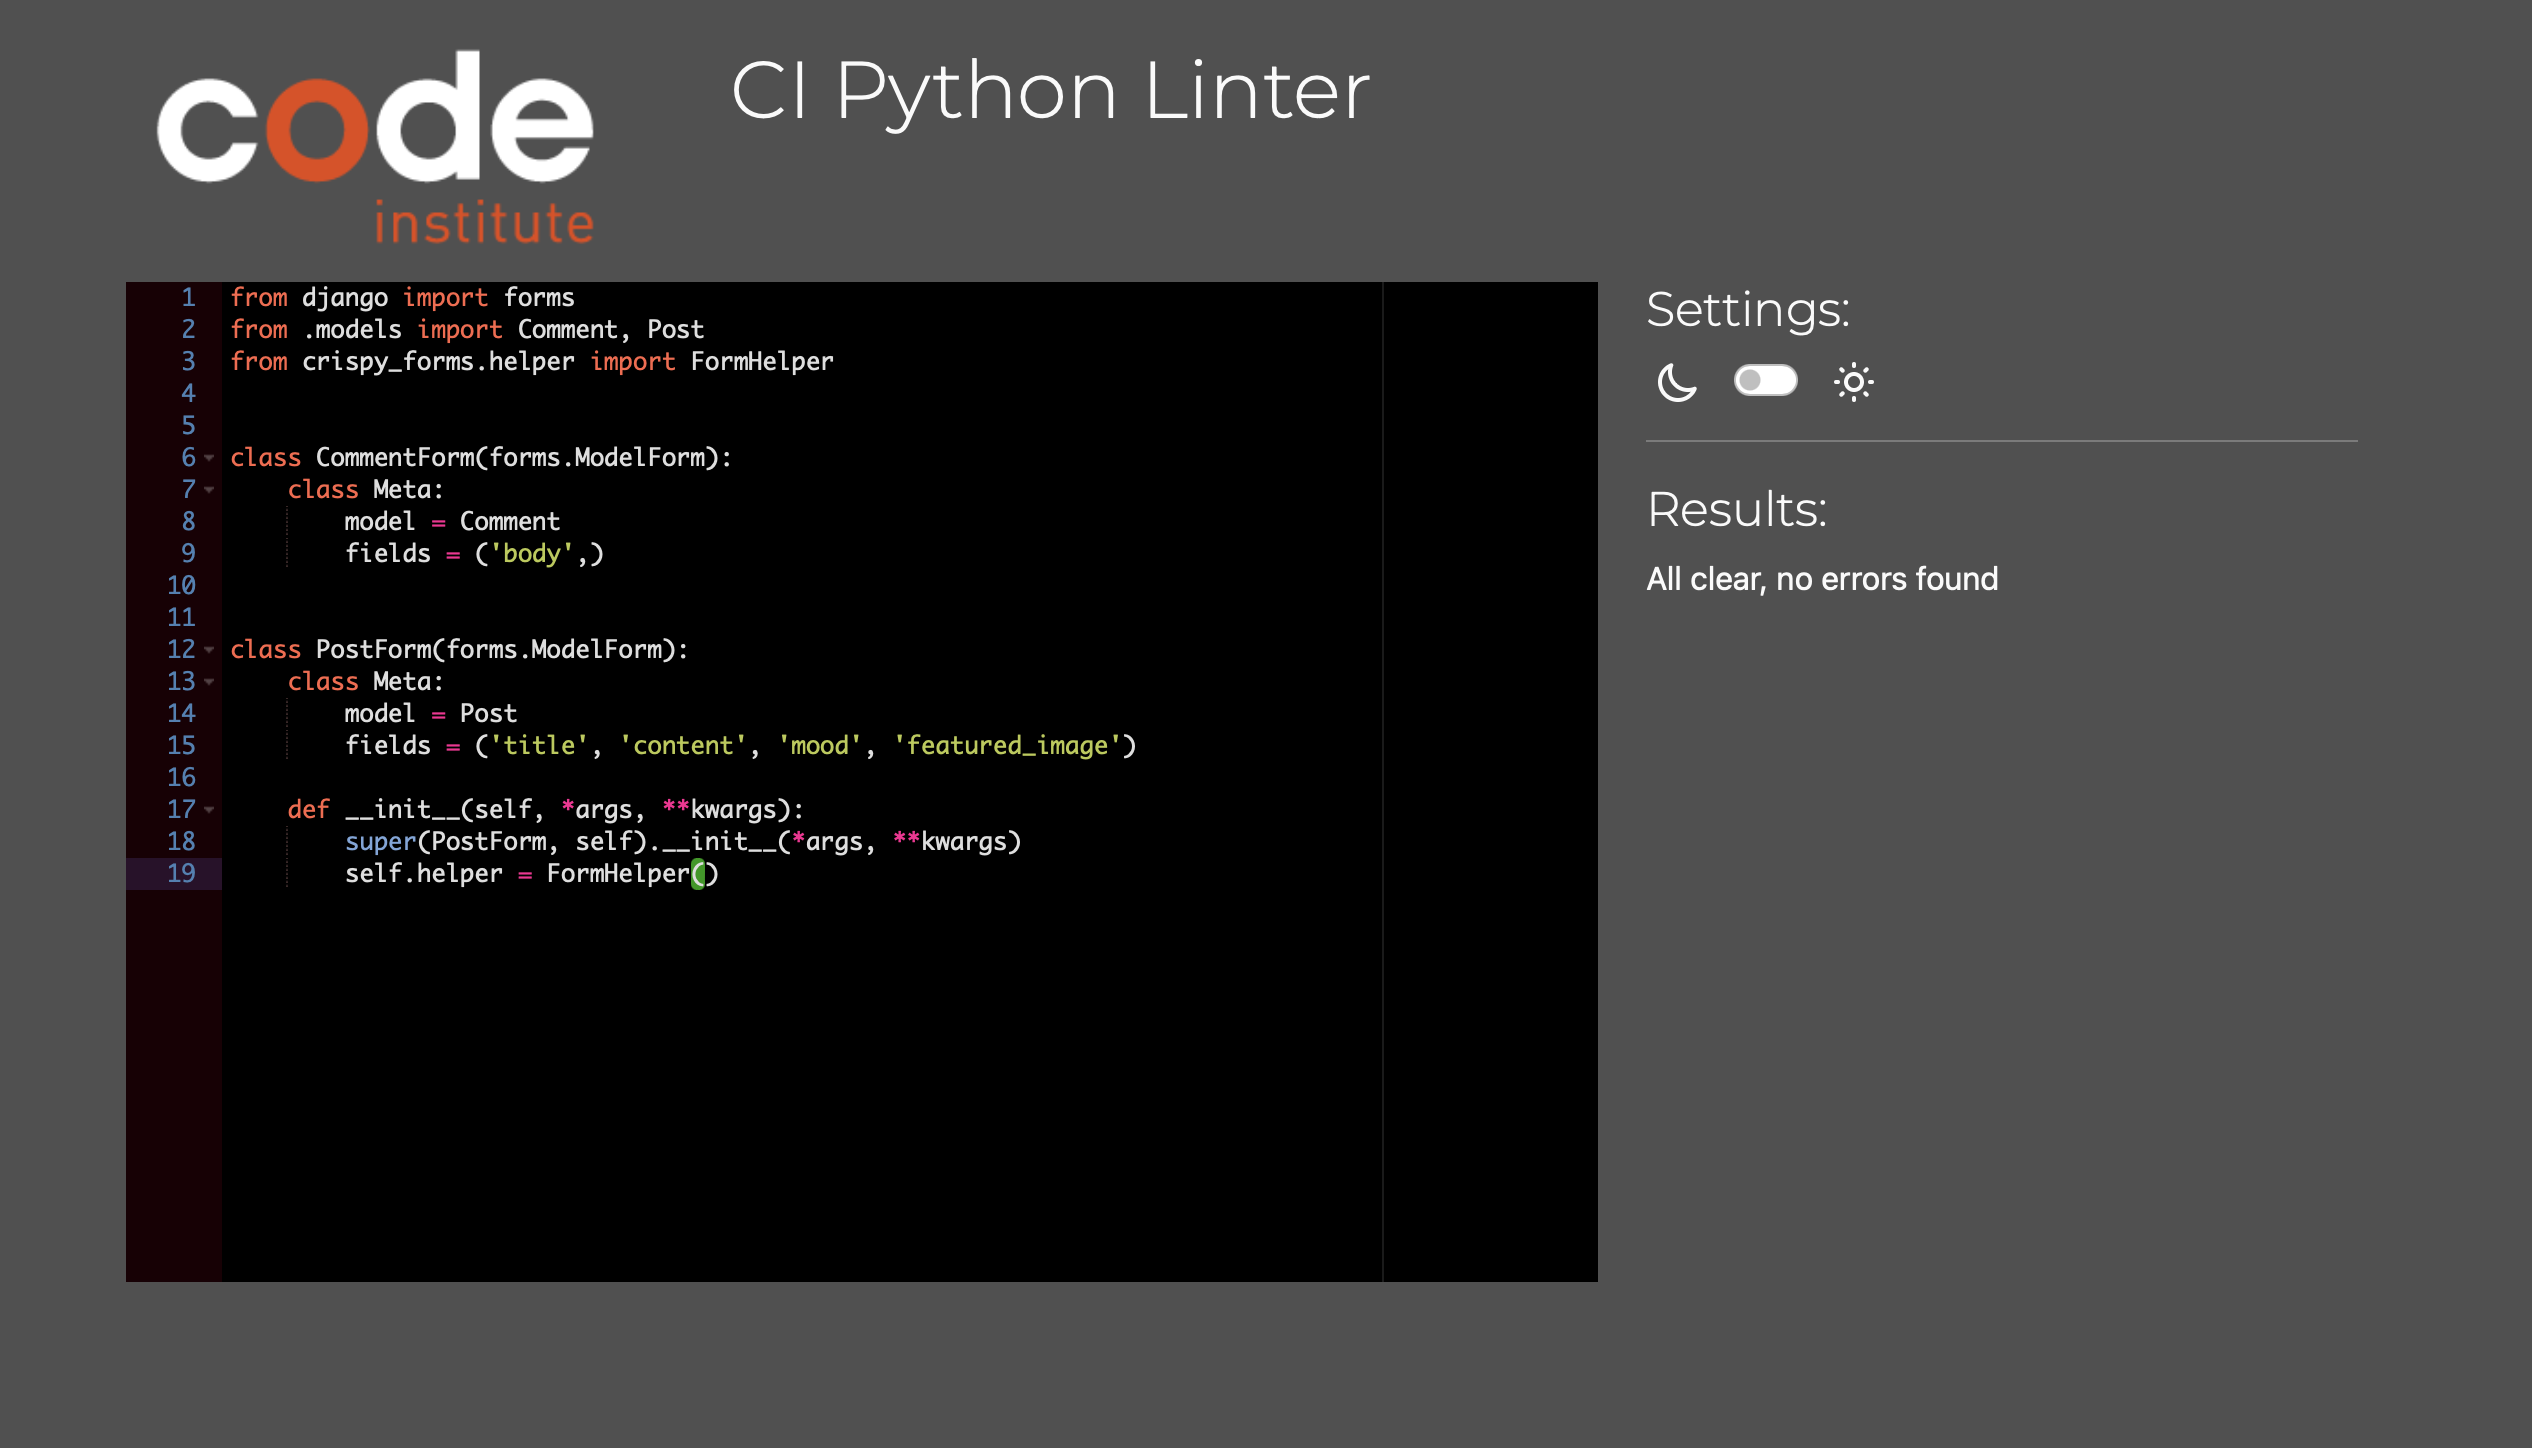 code
institute
CI Python Linter
1 from django import forms
2 from .models import Comment, Post
3 from crispy_forms.helper import FormHelper
4
5
6 class CommentForm(forms.ModelForm):
7     class Meta:
8         model = Comment
9         fields = ('body',)
10
11
12 class PostForm(forms.ModelForm):
13     class Meta:
14         model = Post
15         fields = ('title', 'content', 'mood', 'featured_image')
16
17     def __init__(self, *args, **kwargs):
18         super(PostForm, self).__init__(*args, **kwargs)
19         self.helper = FormHelper()
Settings:
Results:
All clear, no errors found